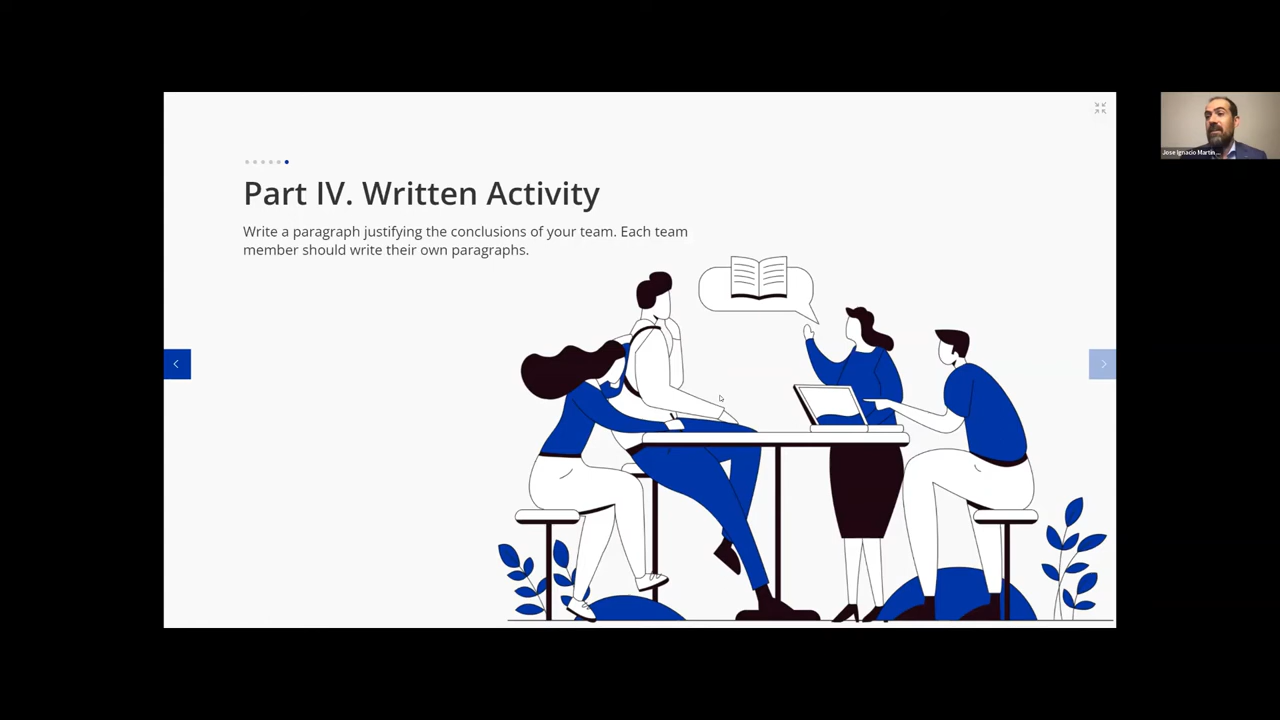 Part IV. Written Activity
Write a paragraph justifying the conclusions of your team. Each team
member should write their own paragraphs.
Jose Ignacio Martín...